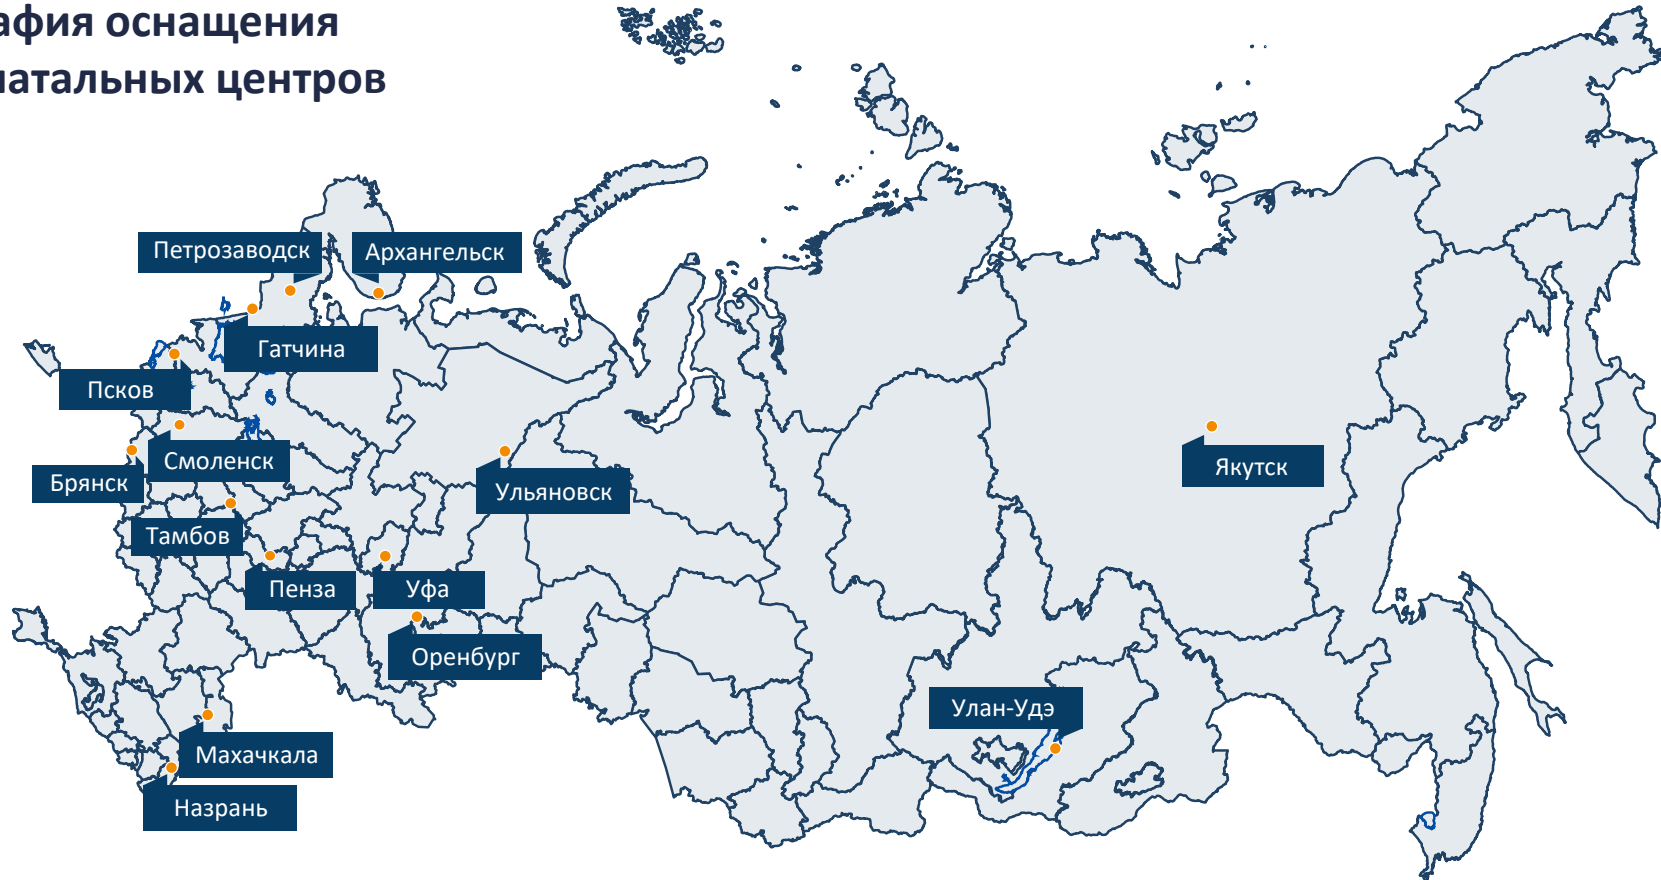 афия оснащения
натальных центров
Петрозаводск
Архангельск
Гатчина
Псков
Смоленск
Брянск
Ульяновск
Якутск
Тамбов
Пенза
Уфа
Оренбург
Улан-Удэ
Махачкала
Назрань